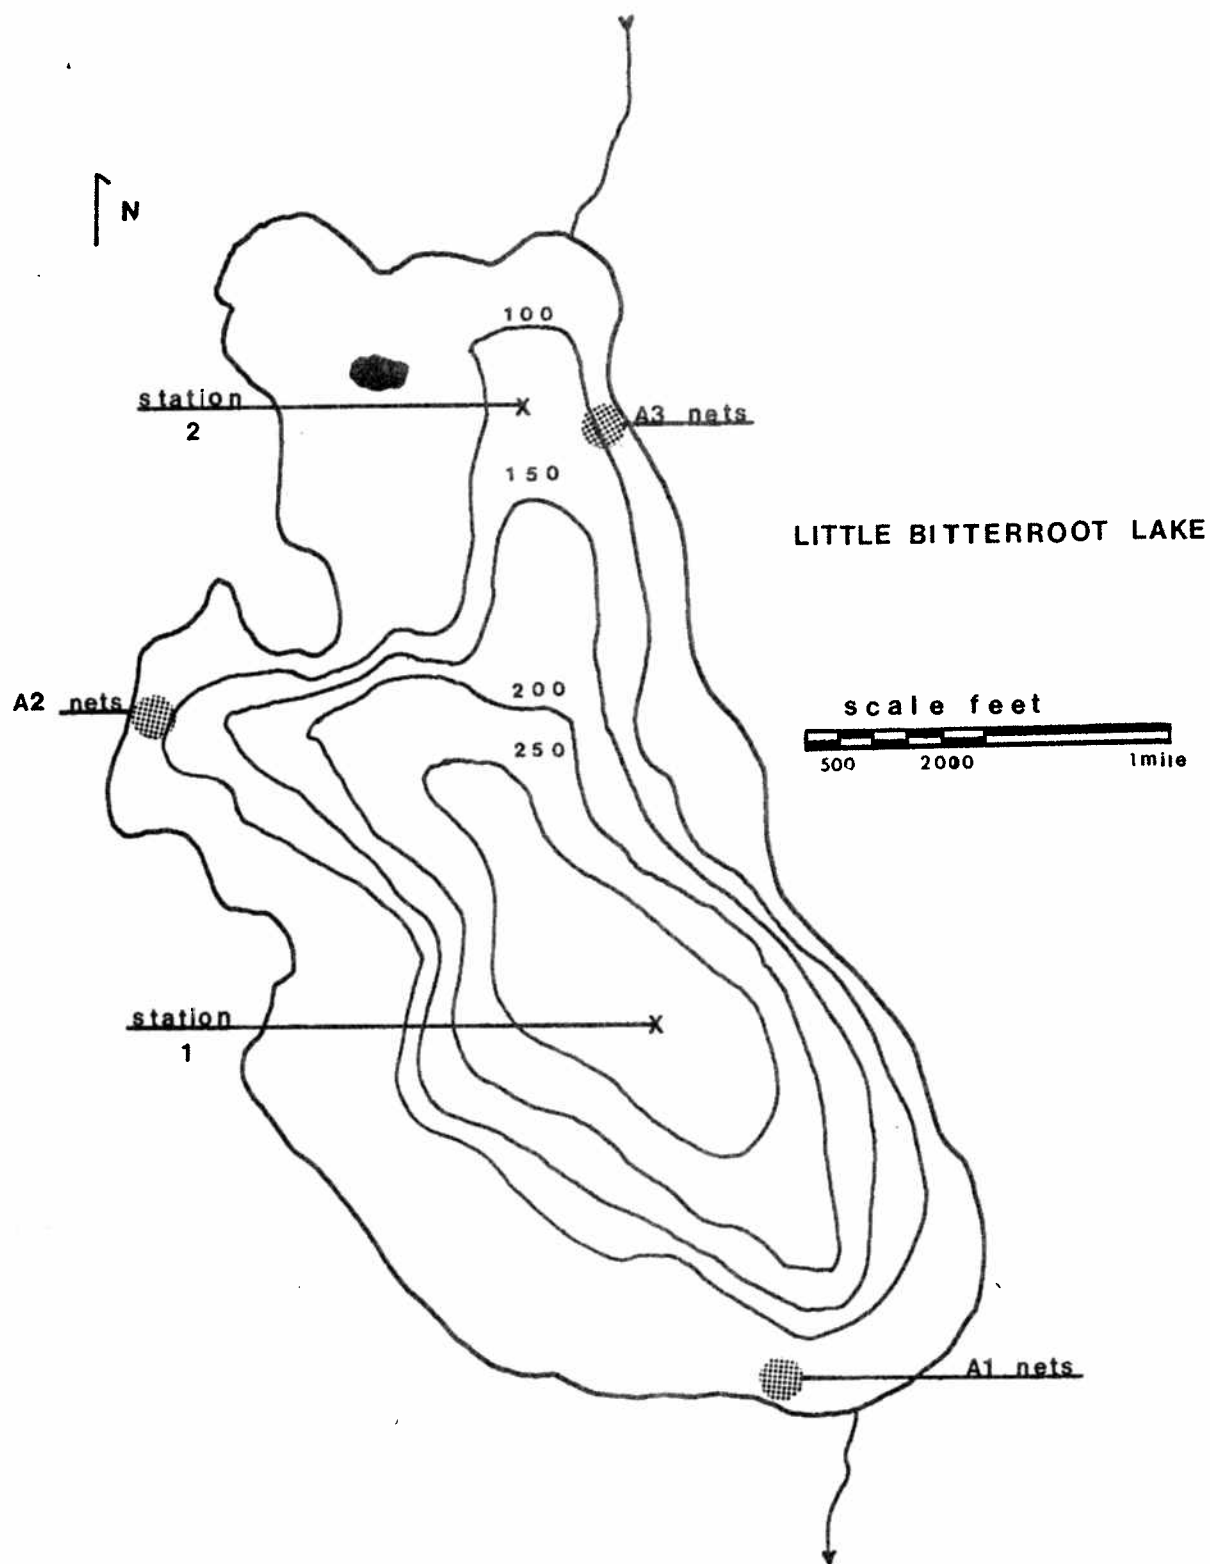 N
100
station
2
A3 nets
150
LITTLE BITTERROOT LAKE
A2 nets
200
scale feet
250
500 2000 1mile
station
1
A1 nets